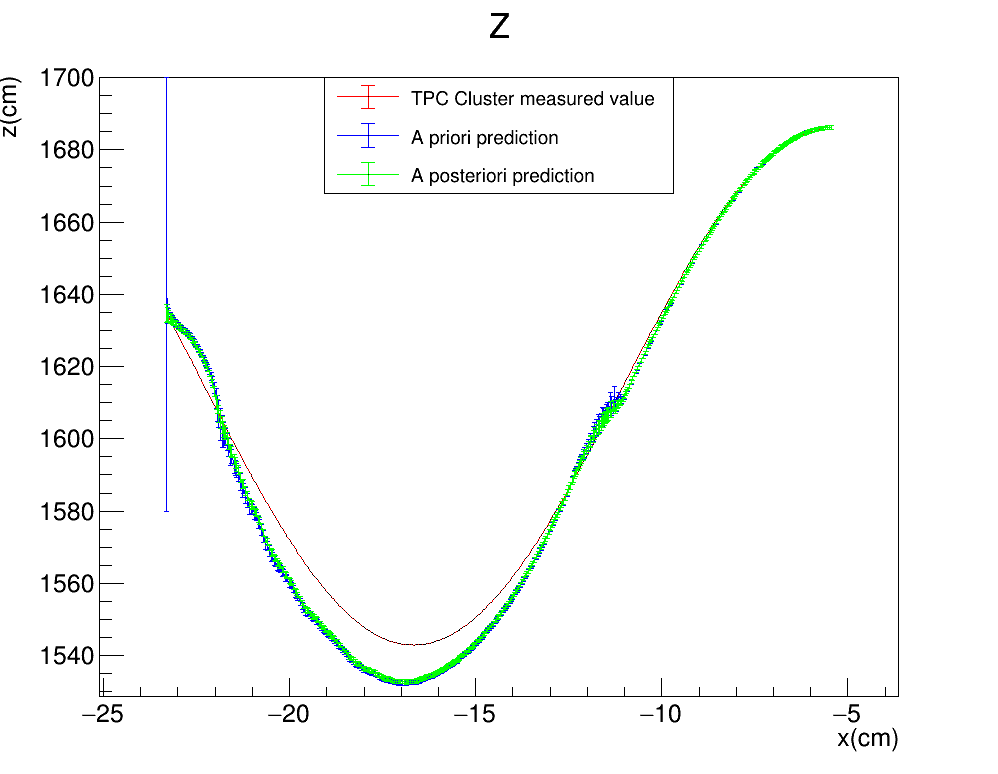 Z
z(cm)
1700
1680
1660
1640
1620
1600
1580
1560
1540
TPC Cluster measured value
A priori prediction
A posteriori prediction
−25 −20 −15 −10 −5
x(cm)